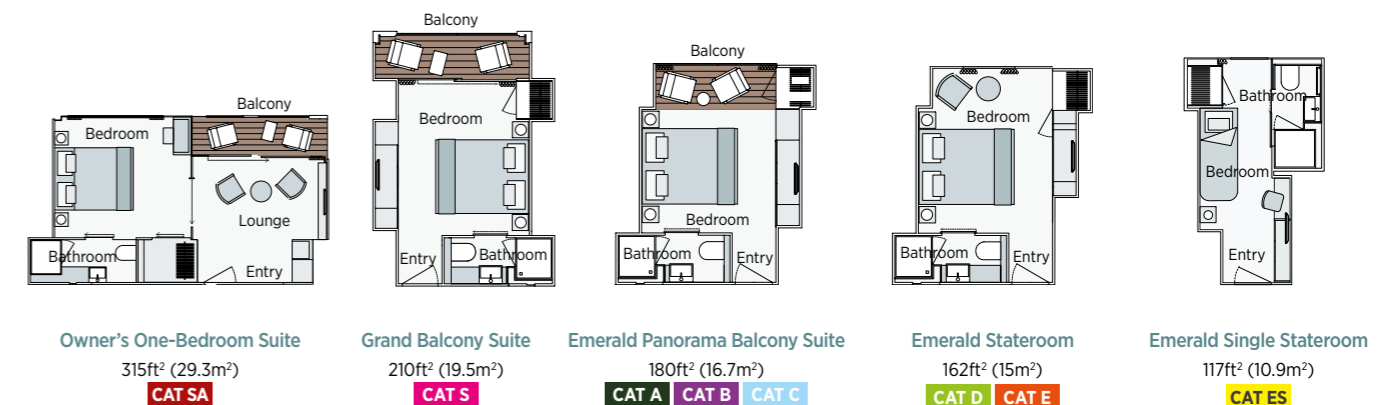 Balcony
Bedroom
Lounge
Bathroom
Entry
Owner's One-Bedroom Suite
315ft² (29.3m²)
CAT SA
Balcony
Bedroom
Entry
Bathroom
Grand Balcony Suite
210ft² (19.5m²)
CAT S
Balcony
Bedroom
Bathroom
Entry
Emerald Panorama Balcony Suite
180ft² (16.7m²)
CAT A CAT B CAT C
Bedroom
Bathroom
Entry
Emerald Stateroom
162ft² (15m²)
CAT D CAT E
Bathroom
Bedroom
Entry
Emerald Single Stateroom
117ft² (10.9m²)
CAT ES